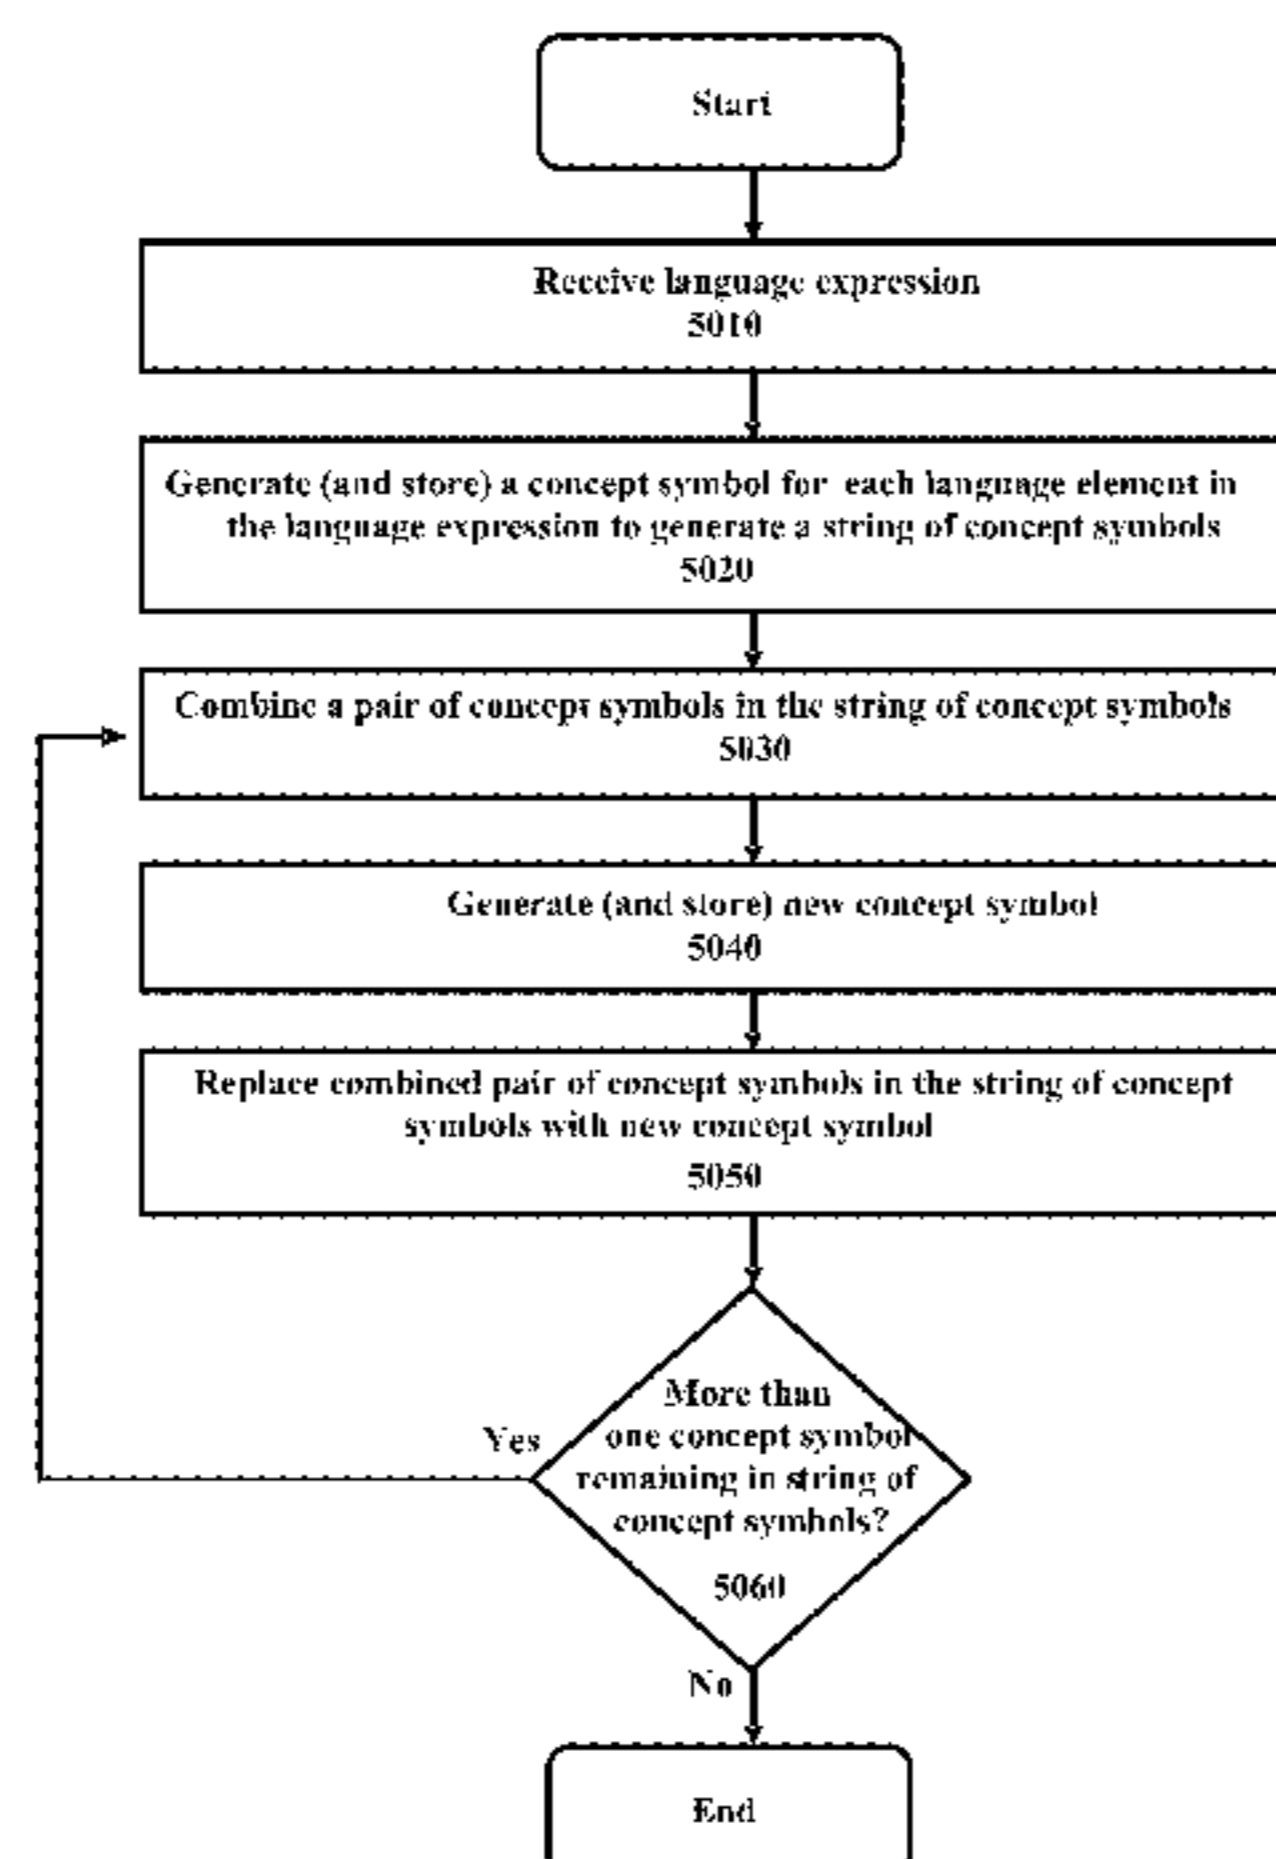 Start
Receive language expression
5010
Generate (and store) a concept symbol for each language element in
the language expression to generate a string of concept symbols
5020
Combine a pair of concept symbols in the string of concept symbols
5030
Generate (and store) new concept symbol
5040
Replace combined pair of concept symbols in the string of concept
symbols with new concept symbol
5050
More than
one concept symbol
remaining in string of
concept symbols?
5060
Yes
No
End